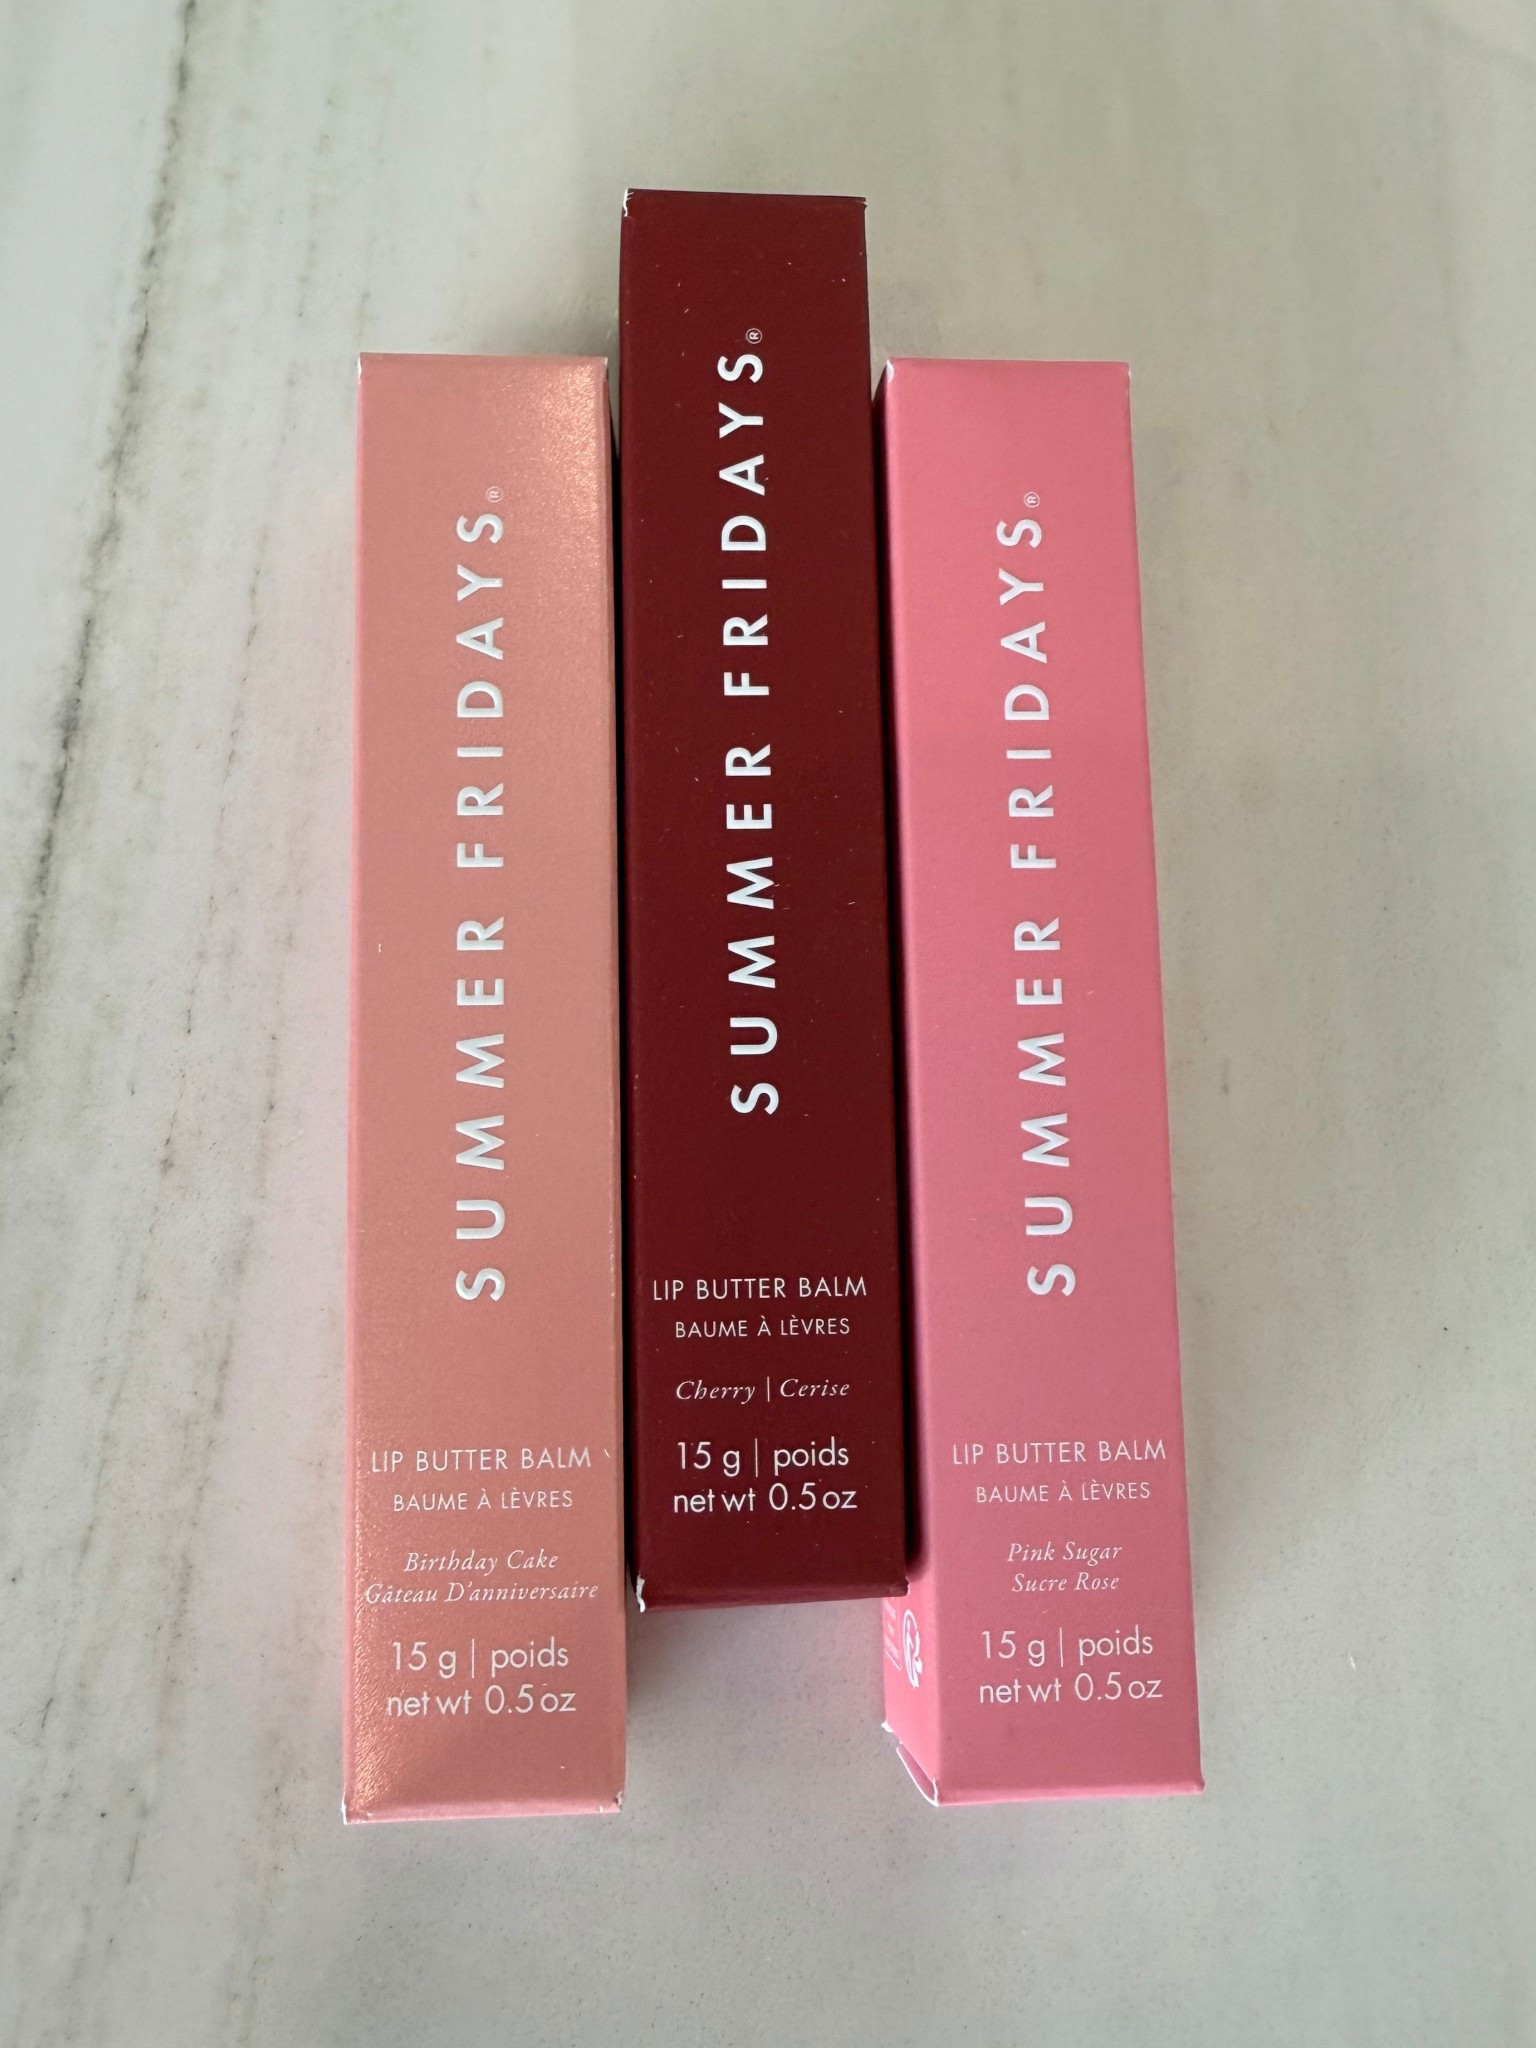 SUMMER FRIDAYS®
LIP BUTTER BALM
BAUME À LÈVRES
Birthday Cake
Gâteau D'anniversaire
15 g | poids
net wt 0.5 oz
SUMMER FRIDAYS®
LIP BUTTER BALM
BAUME À LÈVRES
Cherry | Cerise
15 g | poids
net wt 0.5 oz
SUMMER FRIDAYS®
LIP BUTTER BALM
BAUME À LÈVRES
Pink Sugar
Sucre Rose
15 g | poids
net wt 0.5 oz